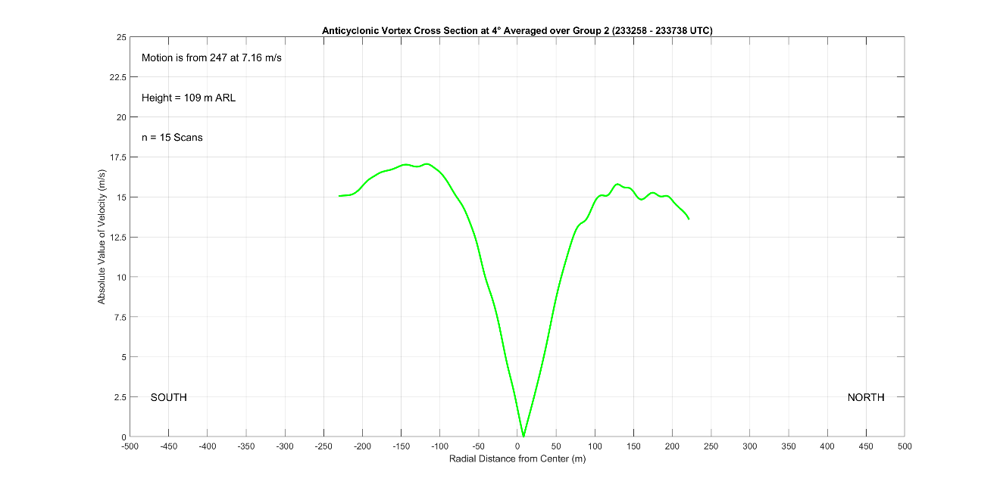 Anticyclonic Vortex Cross Section at 4° Averaged over Group 2 (233258 - 233738 UTC)
25
Motion is from 247 at 7.16 m/s
22.5
Height = 109 m ARL
20
n = 15 Scans
17.5
15
12.5
10
7.5
5
2.5
SOUTH
NORTH
0
Absolute Value of Velocity (m/s)
-500 -450 -400 -350 -300 -250 -200 -150 -100 -50 0 50 100 150 200 250 300 350 400 450 500
Radial Distance from Center (m)